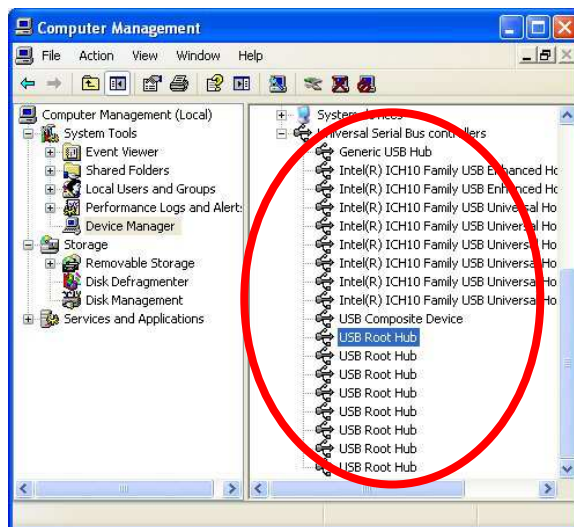 Computer Management
File Action View Window Help
Computer Management (Local)
System Tools
Event Viewer
Shared Folders
Local Users and Groups
Performance Logs and Alert
Device Manager
Storage
Removable Storage
Disk Defragmenter
Disk Management
Services and Applications
System devices
Universal Serial Bus controllers
Generic USB Hub
Intel(R) ICH10 Family USB Enhanced Ho
Intel(R) ICH10 Family USB Enhanced Ho
Intel(R) ICH10 Family USB Universal Ho
Intel(R) ICH10 Family USB Universal Ho
Intel(R) ICH10 Family USB Universal Ho
Intel(R) ICH10 Family USB Universal Ho
Intel(R) ICH10 Family USB Universal Ho
Intel(R) ICH10 Family USB Universal Ho
USB Composite Device
USB Root Hub
USB Root Hub
USB Root Hub
USB Root Hub
USB Root Hub
USB Root Hub
USB Root Hub
USB Root Hub